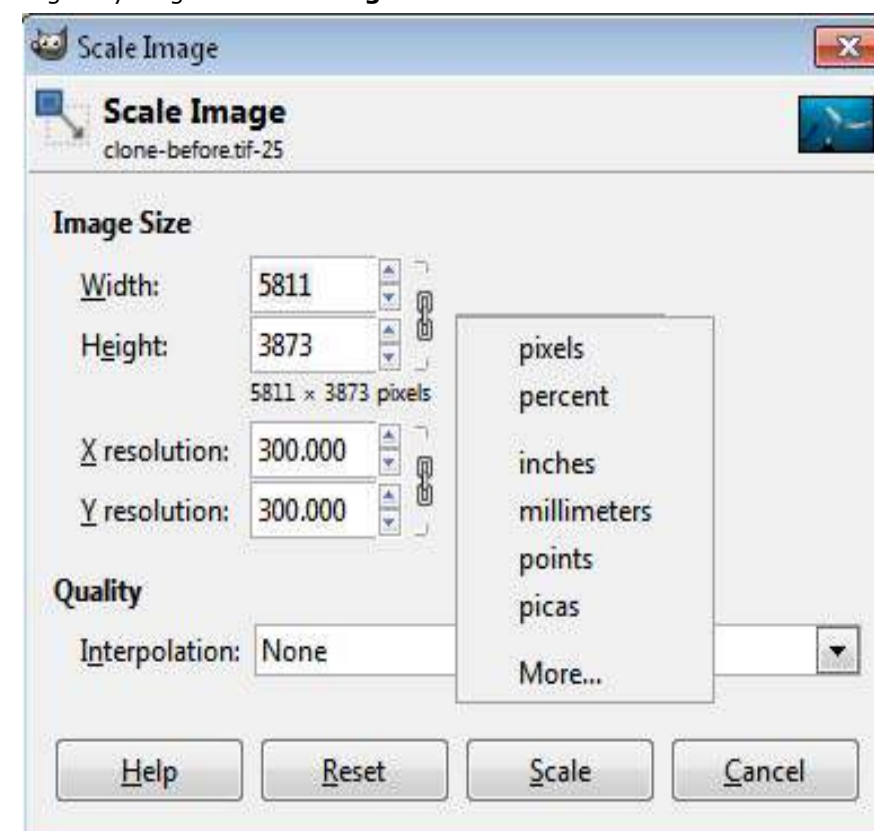 Scale Image
Scale Image
clone-before.tif-25
Image Size
Width: 5811
Height: 3873
5811 × 3873 pixels
X resolution: 300.000
Y resolution: 300.000
pixels
percent
inches
millimeters
points
picas
More...
Quality
Interpolation: None
Help Reset Scale Cancel